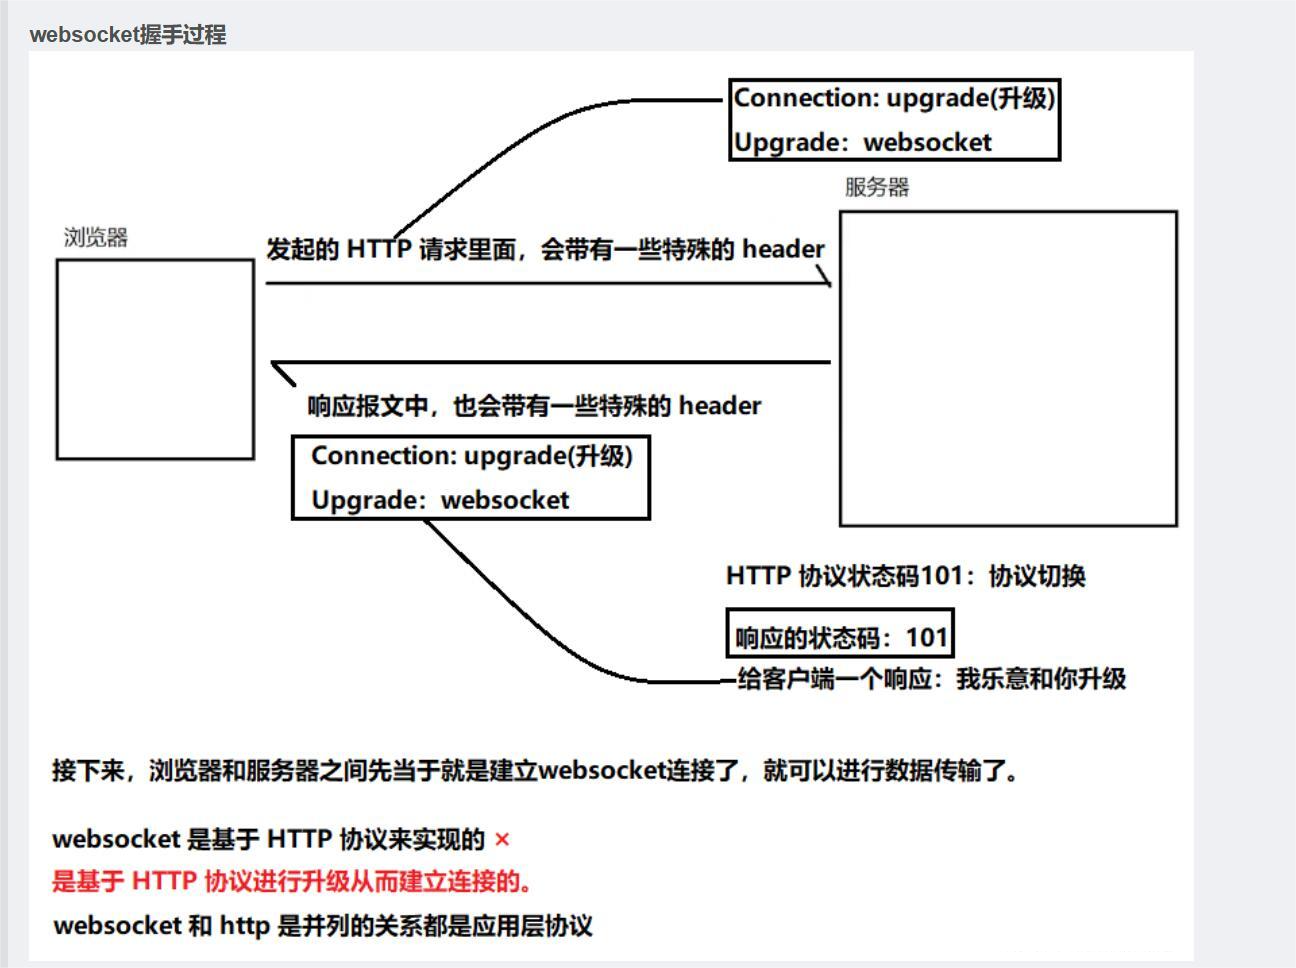 websocket握手过程
Connection: upgrade(升级)
Upgrade：websocket
服务器
浏览器
发起的 HTTP 请求里面，会带有一些特殊的 header
响应报文中，也会带有一些特殊的 header
Connection: upgrade(升级)
Upgrade：websocket
HTTP 协议状态码101：协议切换
响应的状态码：101
给客户端一个响应：我乐意和你升级
接下来，浏览器和服务器之间先当于就是建立websocket连接了，就可以进行数据传输了。
websocket 是基于 HTTP 协议来实现的 ×
是基于 HTTP 协议进行升级从而建立连接的。
websocket 和 http 是并列的关系都是应用层协议